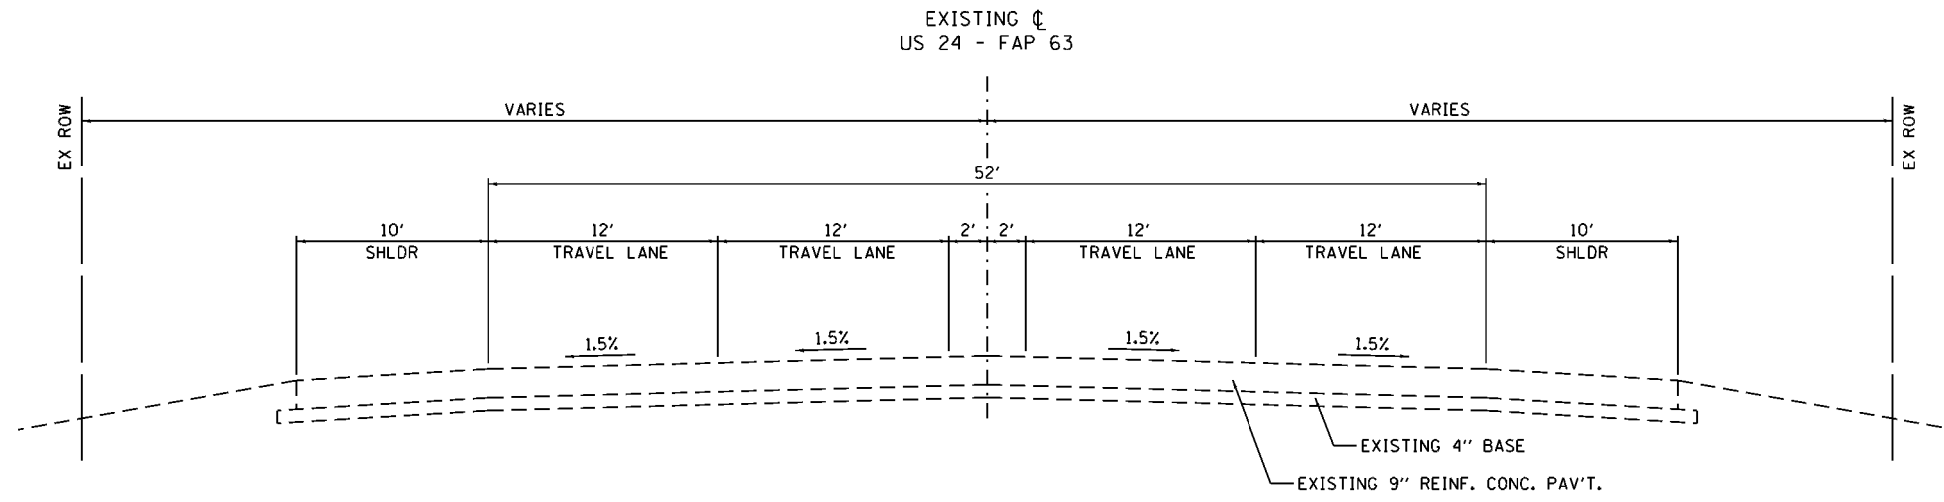 EXISTING ℄
US 24 - FAP 63
EX ROW
VARIES
VARIES
EX ROW
52'
10'
12'
12'
2'
2'
12'
12'
10'
SHLDR
TRAVEL LANE
TRAVEL LANE
TRAVEL LANE
TRAVEL LANE
SHLDR
1.5%
1.5%
1.5%
1.5%
EXISTING 4" BASE
EXISTING 9" REINF. CONC. PAV'T.